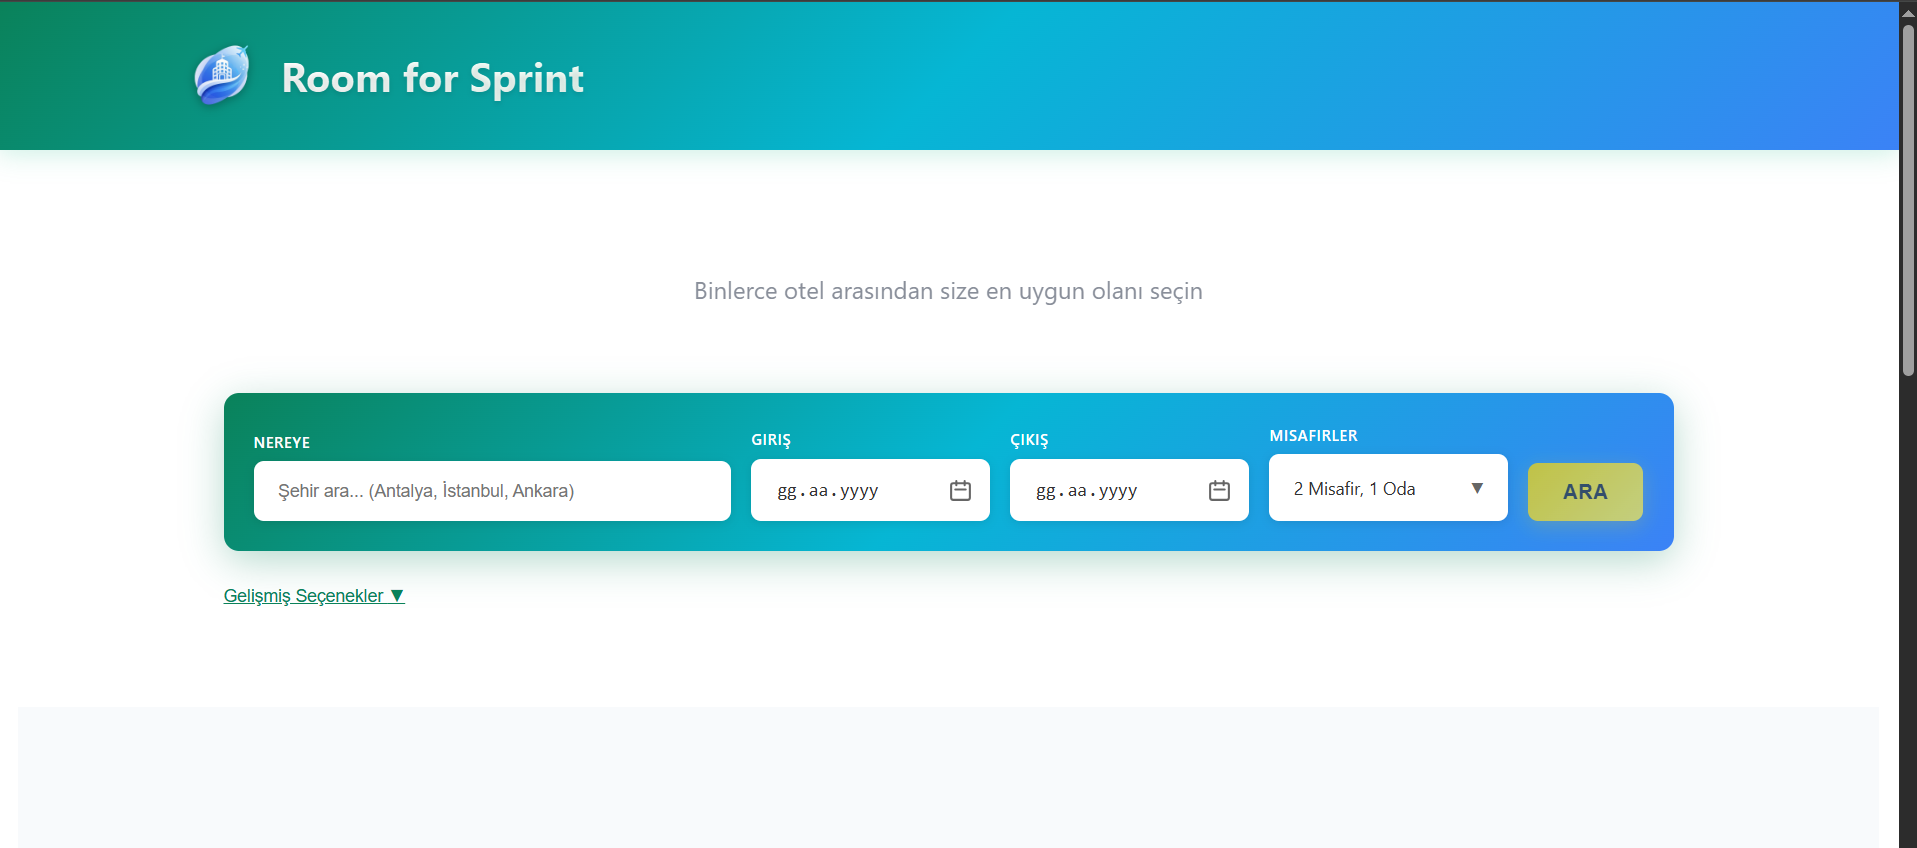 Room for Sprint
Binlerce otel arasından size en uygun olanı seçin
NEREYE
Şehir ara... (Antalya, İstanbul, Ankara)
GIRIŞ
gg.aa.yyyy
ÇIKIŞ
gg.aa.yyyy
MISAFIRLER
2 Misafir, 1 Oda ▼
ARA
Gelişmiş Seçenekler ▼